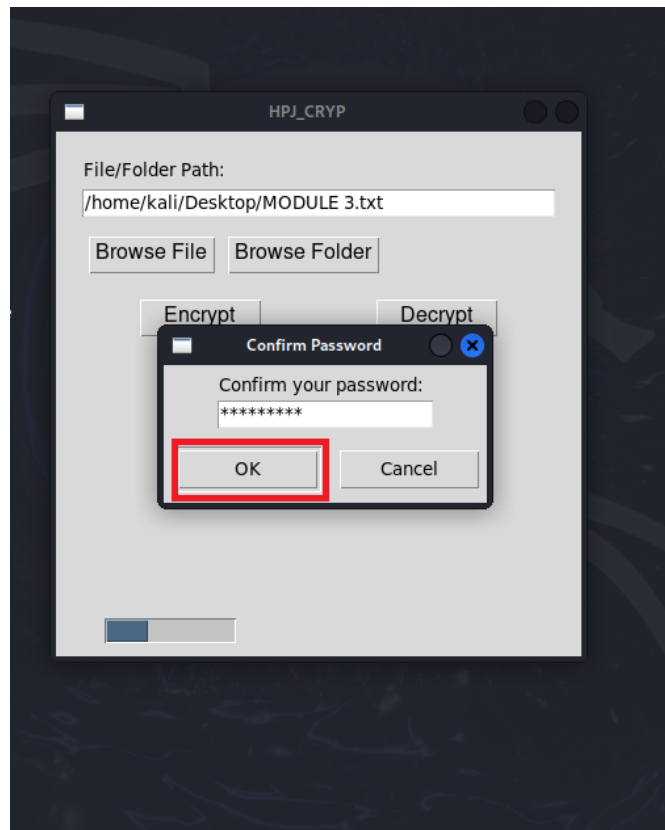 HPJ_CRYP
File/Folder Path:
/home/kali/Desktop/MODULE 3.txt
Browse File Browse Folder
Encrypt Decrypt
Confirm Password
Confirm your password:
*********
OK Cancel